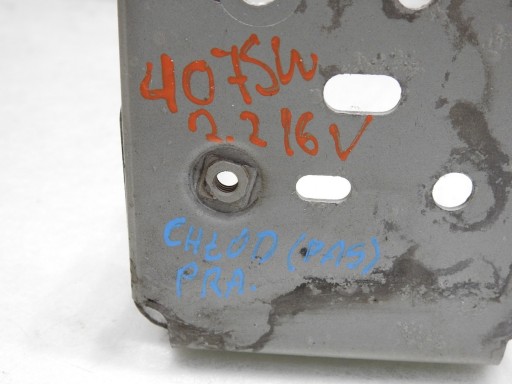 407SW
2.2 16V
CHŁOD (PAS)
PRA.